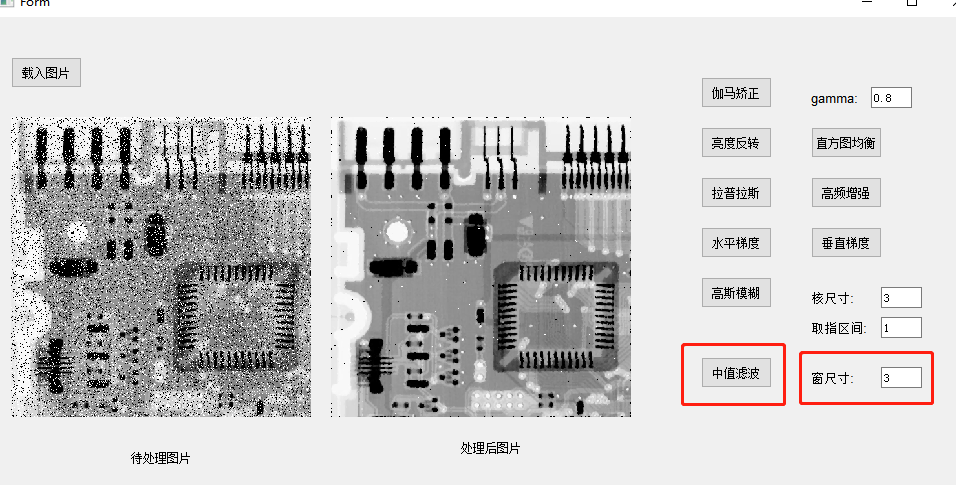 Form
载入图片
伽马矫正
gamma:
0.8
亮度反转
直方图均衡
拉普拉斯
高频增强
水平梯度
垂直梯度
高斯模糊
核尺寸:
3
取指区间:
1
中值滤波
窗尺寸:
3
待处理图片
处理后图片